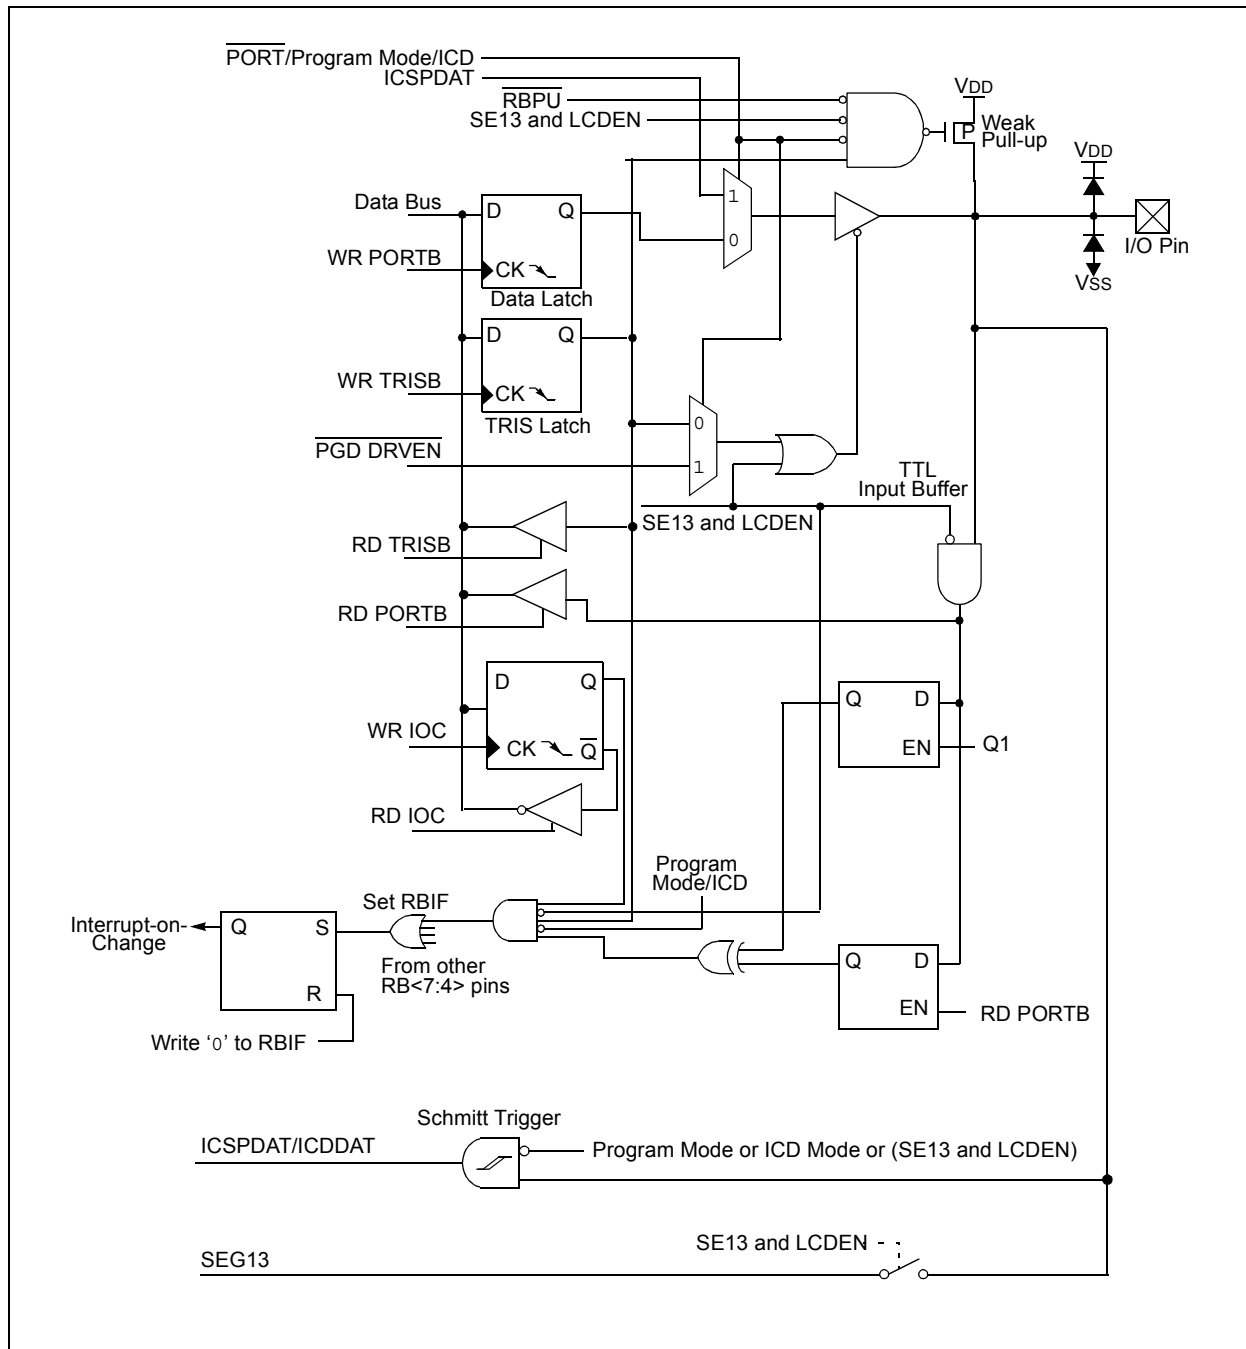 PORT/Program Mode/ICD
ICSPDAT
RBPU
SE13 and LCDEN
VDD
P
Weak
Pull-up
VDD
I/O Pin
VSS
1
0
Data Bus
D
Q
WR PORTB
CK
Data Latch
D
Q
WR TRISB
CK
TRIS Latch
PGD DRVEN
0
1
SE13 and LCDEN
TTL
Input Buffer
RD TRISB
RD PORTB
D
Q
WR IOC
CK
Q
RD IOC
Q
D
EN
Q1
Program
Mode/ICD
Set RBIF
Interrupt-on-
Change
Q
S
R
From other
RB<7:4> pins
Write ‘0’ to RBIF
Q
D
EN
RD PORTB
Schmitt Trigger
ICSPDAT/ICDDAT
Program Mode or ICD Mode or (SE13 and LCDEN)
SE13 and LCDEN
SEG13